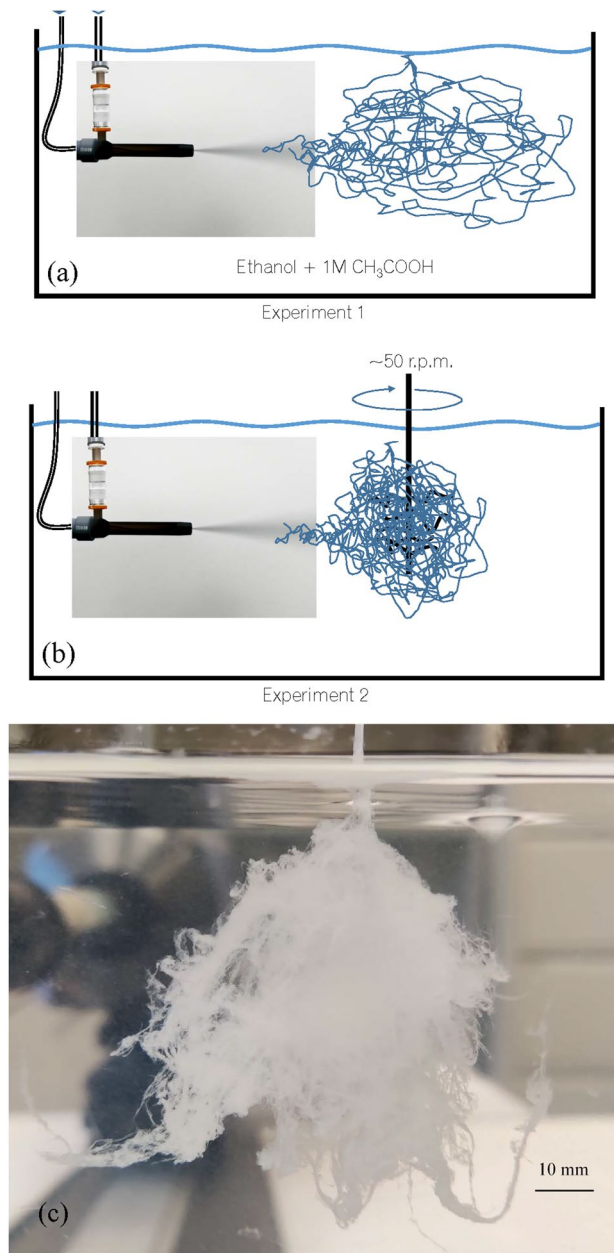 (a)
Ethanol + 1M CH₃COOH
Experiment 1
~50 r.p.m.
(b)
Experiment 2
10 mm
(c)